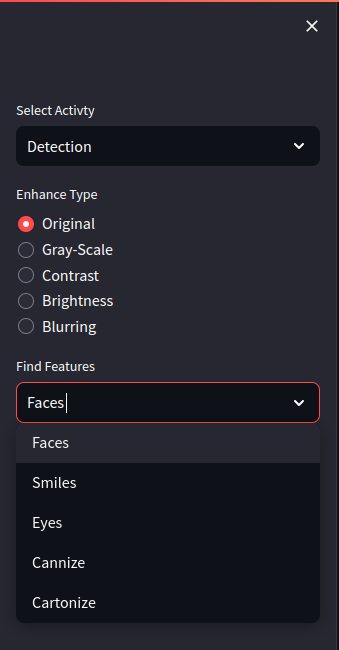 Select Activty
Detection
Enhance Type
Original
Gray-Scale
Contrast
Brightness
Blurring
Find Features
Faces
Faces
Smiles
Eyes
Cannize
Cartonize